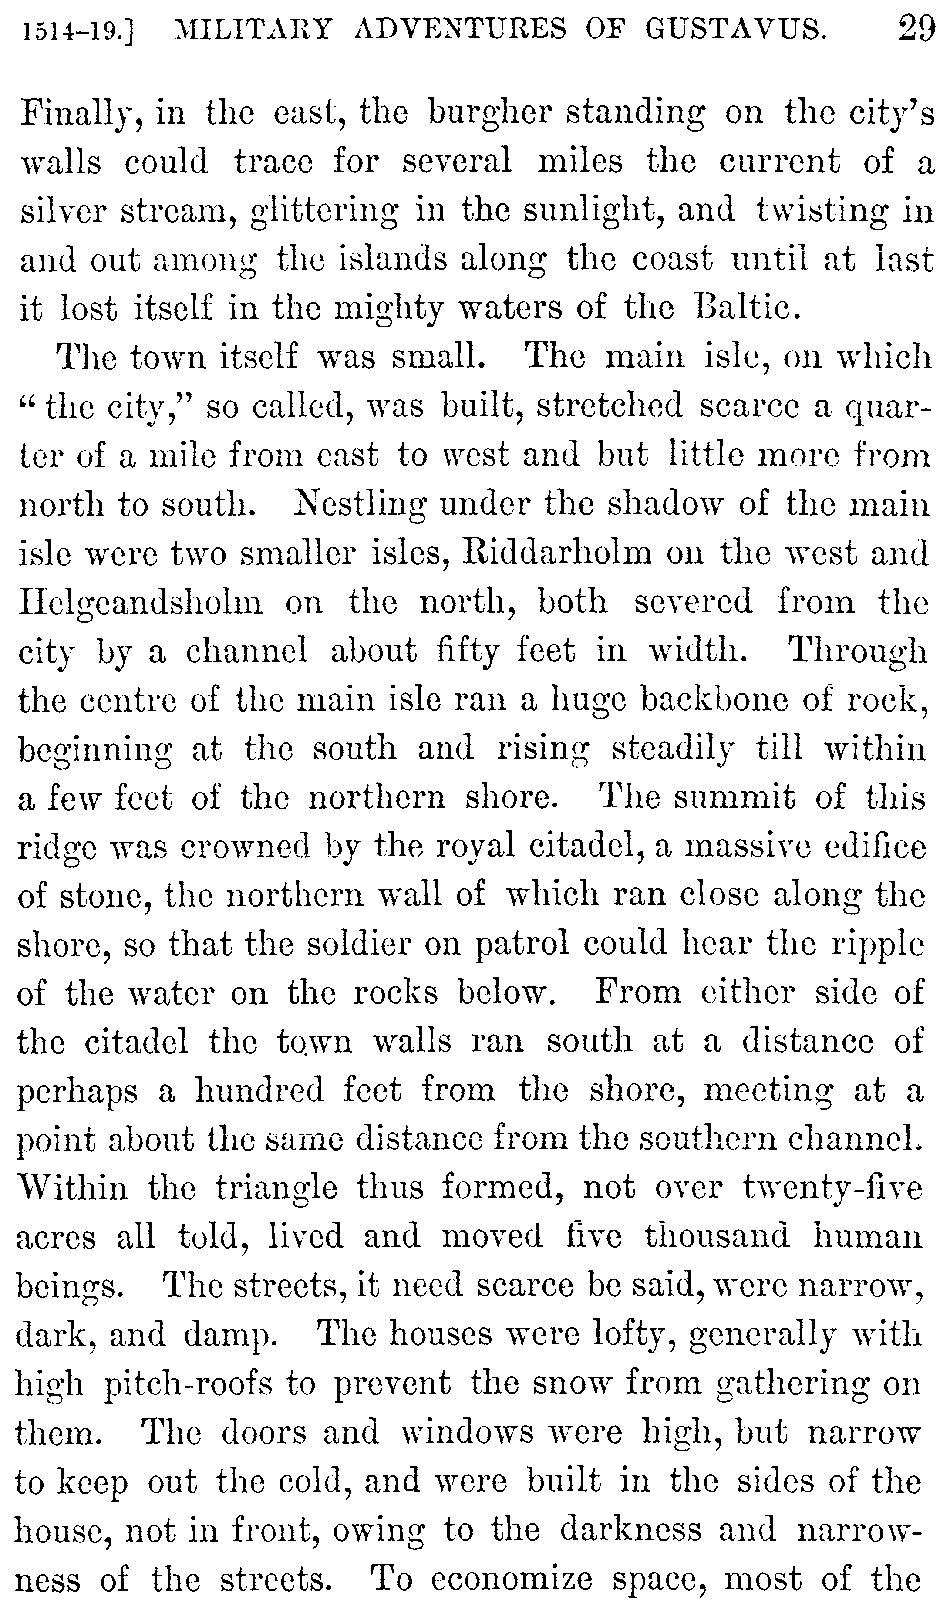 1514–19.] MILITARY ADVENTURES OF GUSTAVUS. 29
Finally, in the east, the burgher standing on the city's
walls could trace for several miles the current of a
silver stream, glittering in the sunlight, and twisting in
and out among the islands along the coast until at last
it lost itself in the mighty waters of the Baltic.
The town itself was small. The main isle, on which
“the city,” so called, was built, stretched scarce a quar-
ter of a mile from east to west and but little more from
north to south. Nestling under the shadow of the main
isle were two smaller isles, Riddarholm on the west and
Helgeandsholm on the north, both severed from the
city by a channel about fifty feet in width. Through
the centre of the main isle ran a huge backbone of rock,
beginning at the south and rising steadily till within
a few feet of the northern shore. The summit of this
ridge was crowned by the royal citadel, a massive edifice
of stone, the northern wall of which ran close along the
shore, so that the soldier on patrol could hear the ripple
of the water on the rocks below. From either side of
the citadel the town walls ran south at a distance of
perhaps a hundred feet from the shore, meeting at a
point about the same distance from the southern channel.
Within the triangle thus formed, not over twenty-five
acres all told, lived and moved five thousand human
beings. The streets, it need scarce be said, were narrow,
dark, and damp. The houses were lofty, generally with
high pitch-roofs to prevent the snow from gathering on
them. The doors and windows were high, but narrow
to keep out the cold, and were built in the sides of the
house, not in front, owing to the darkness and narrow-
ness of the streets. To economize space, most of the